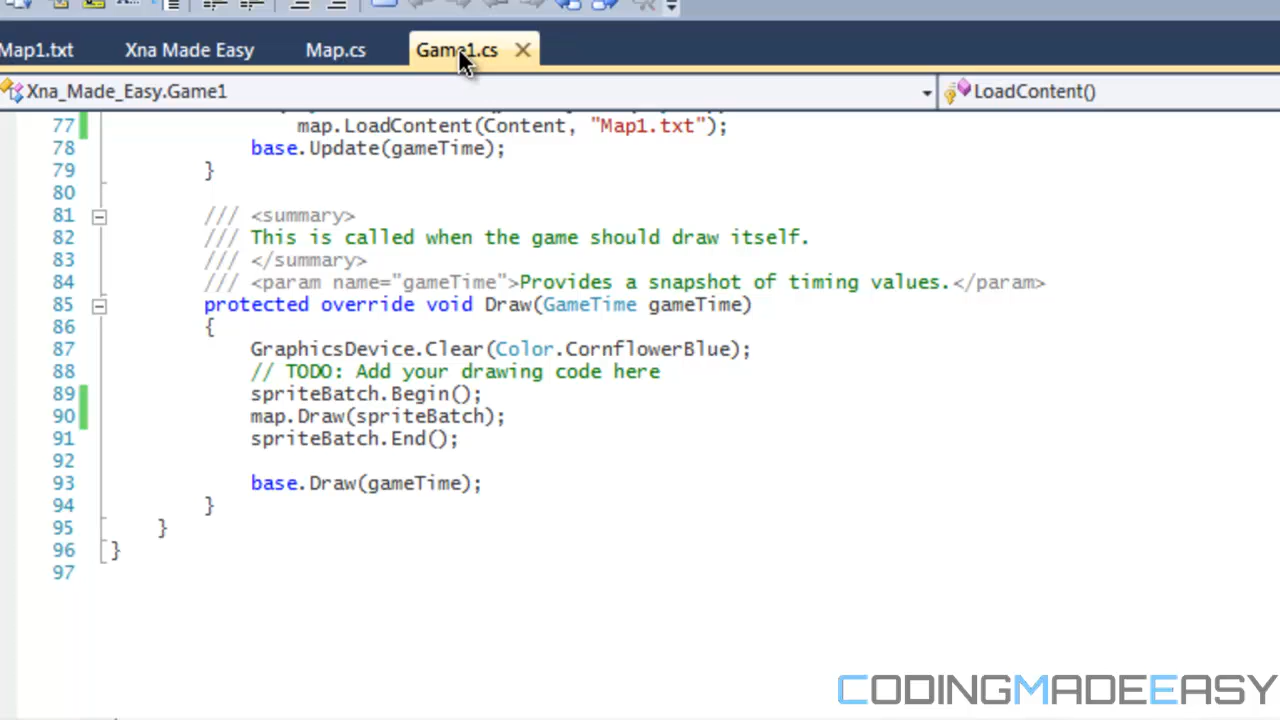 Map1.txt Xna Made Easy Map.cs Game1.cs
Xna_Made_Easy.Game1 LoadContent()
77 map.LoadContent(Content, "Map1.txt");
78 base.Update(gameTime);
79 }
80
81 /// <summary>
82 /// This is called when the game should draw itself.
83 /// </summary>
84 /// <param name="gameTime">Provides a snapshot of timing values.</param>
85 protected override void Draw(GameTime gameTime)
86 {
87 GraphicsDevice.Clear(Color.CornflowerBlue);
88 // TODO: Add your drawing code here
89 spriteBatch.Begin();
90 map.Draw(spriteBatch);
91 spriteBatch.End();
92
93 base.Draw(gameTime);
94 }
95 }
96 }
97
CODINGMADEEASY